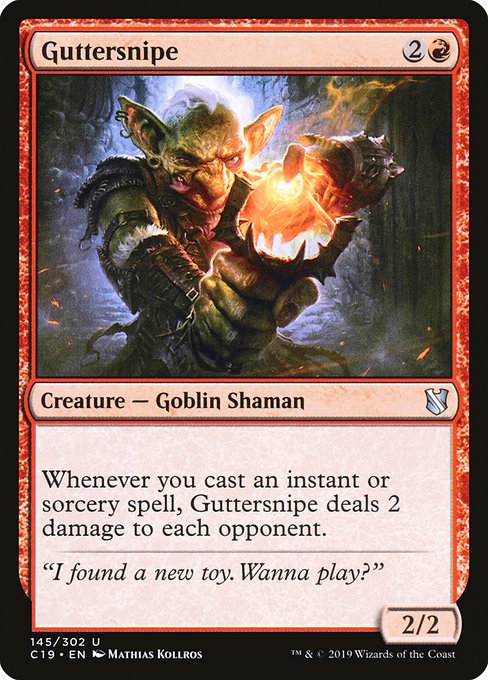 Guttersnipe 2
Creature — Goblin Shaman
Whenever you cast an instant or
sorcery spell, Guttersnipe deals 2
damage to each opponent.
“I found a new toy. Wanna play?”
2/2
145/302 U
C19 • EN Mathias Kollros
™ & © 2019 Wizards of the Coast